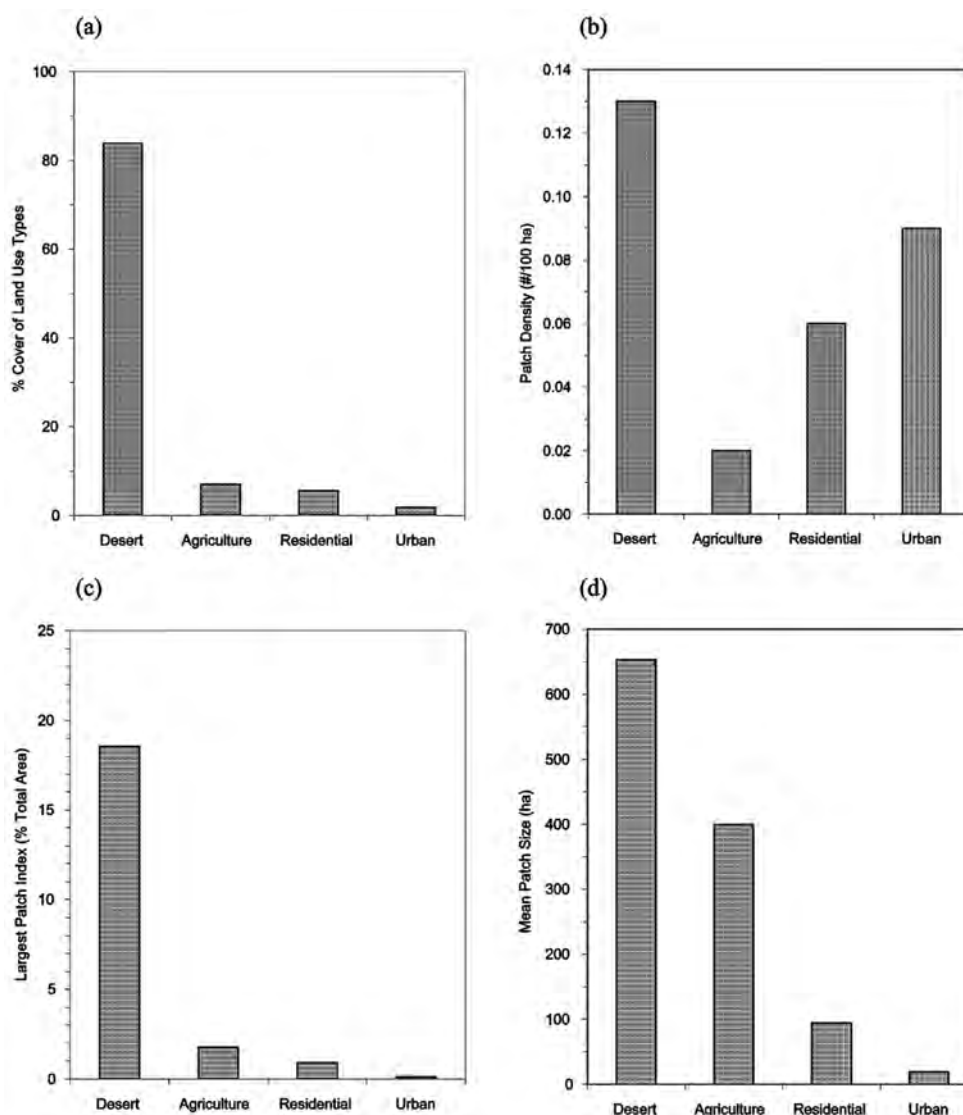 (a)
100
80
60
40
20
0
% Cover of Land Use Types
Desert Agriculture Residential Urban
(b)
0.14
0.12
0.10
0.08
0.06
0.04
0.02
0.00
Patch Density (#/100 ha)
Desert Agriculture Residential Urban
(c)
25
20
15
10
5
0
Largest Patch Index (% Total Area)
Desert Agriculture Residential Urban
(d)
700
600
500
400
300
200
100
0
Mean Patch Size (ha)
Desert Agriculture Residential Urban